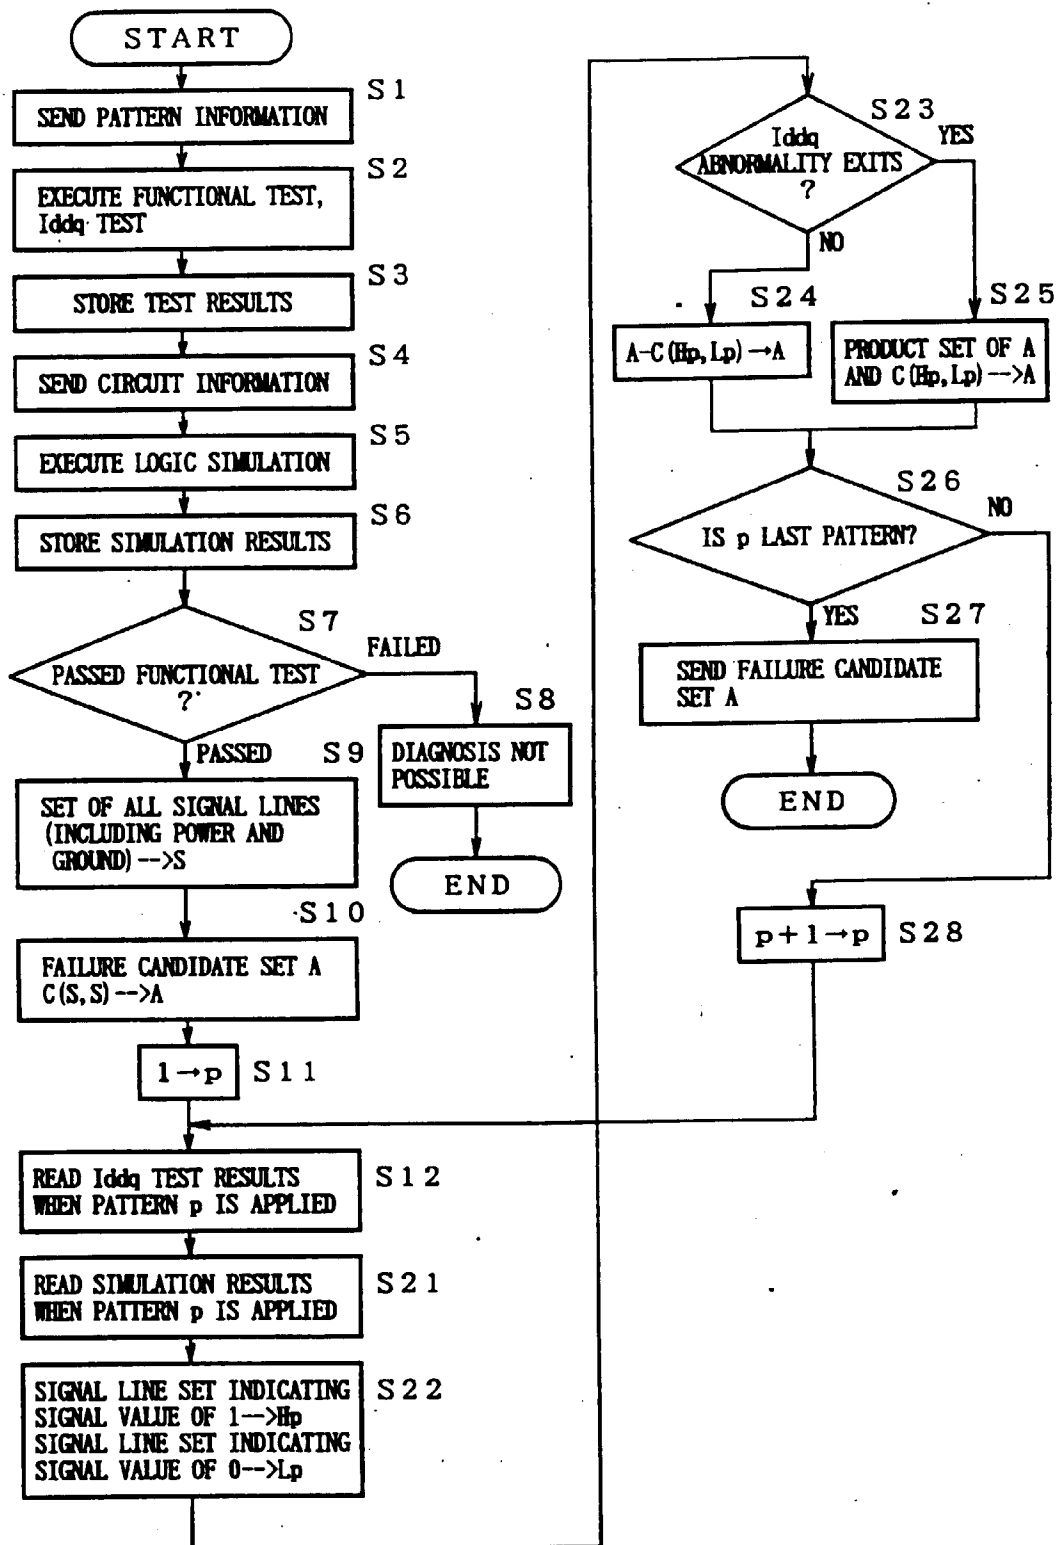 START
S1
SEND PATTERN INFORMATION
S2
EXECUTE FUNCTIONAL TEST,
Iddq TEST
S3
STORE TEST RESULTS
S4
SEND CIRCUIT INFORMATION
S5
EXECUTE LOGIC SIMULATION
S6
STORE SIMULATION RESULTS
S7
PASSED FUNCTIONAL TEST
?
FAILED
PASSED
S8
DIAGNOSIS NOT
POSSIBLE
END
S9
SET OF ALL SIGNAL LINES
(INCLUDING POWER AND
GROUND)-->S
S10
FAILURE CANDIDATE SET A
C(S,S)-->A
1→p
S11
READ Iddq TEST RESULTS
WHEN PATTERN p IS APPLIED
S12
READ SIMULATION RESULTS
WHEN PATTERN p IS APPLIED
S21
SIGNAL LINE SET INDICATING
SIGNAL VALUE OF 1-->Hp
SIGNAL LINE SET INDICATING
SIGNAL VALUE OF 0-->Lp
S22
S23
Iddq
ABNORMALITY EXITS
?
YES
NO
S24
A-C(Hp,Lp)→A
S25
PRODUCT SET OF A
AND C(Hp,Lp)-->A
S26
IS p LAST PATTERN?
NO
YES
S27
SEND FAILURE CANDIDATE
SET A
END
p+1→p
S28